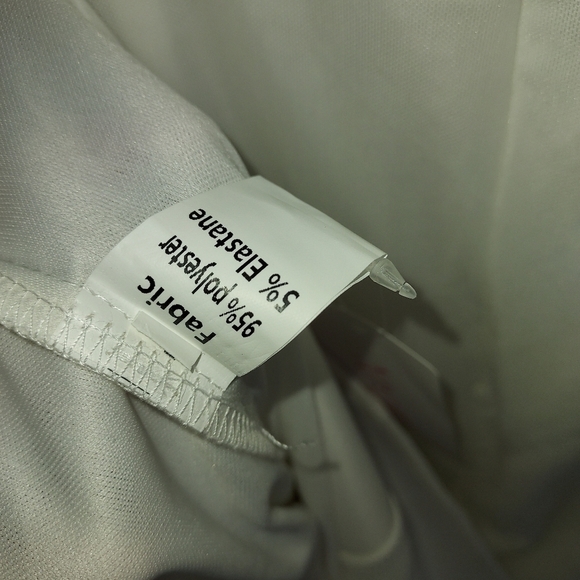 Fabric
95% polyester
5% Elastane